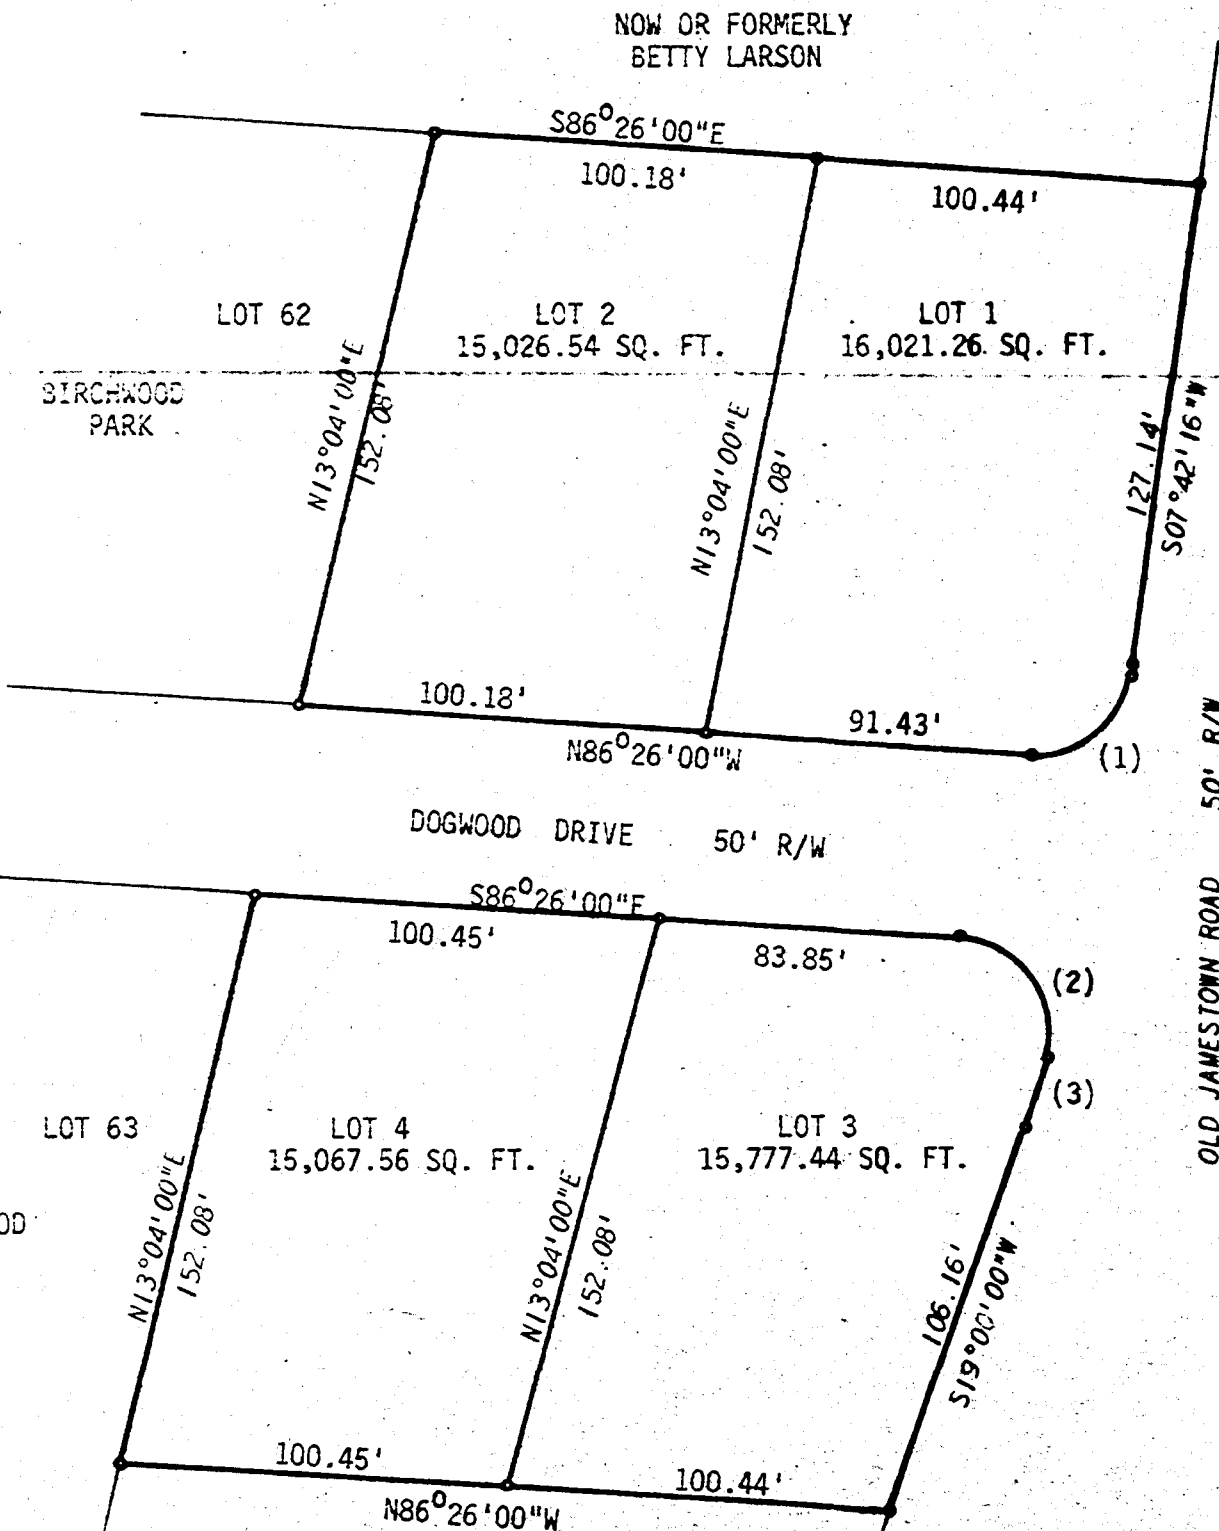 NOW OR FORMERLY
BETTY LARSON
S86°26'00"E
100.18'
100.44'
LOT 62
LOT 2
15,026.54 SQ. FT.
LOT 1
16,021.26 SQ. FT.
BIRCHWOOD
PARK
N13°04'00"E
152.08'
N13°04'00"E
152.08'
127.14'
S07°42'16"W
100.18'
91.43'
N86°26'00"W
(1)
DOGWOOD DRIVE 50' R/W
OLD JAMESTOWN ROAD 50' R/W
S86°26'00"E
100.45'
83.85'
(2)
(3)
LOT 63
LOT 4
15,067.56 SQ. FT.
LOT 3
15,777.44 SQ. FT.
OD
N13°04'00"E
152.08'
N13°04'00"E
152.08'
106.16'
S19°00'00"W
100.45'
100.44'
N86°26'00"W